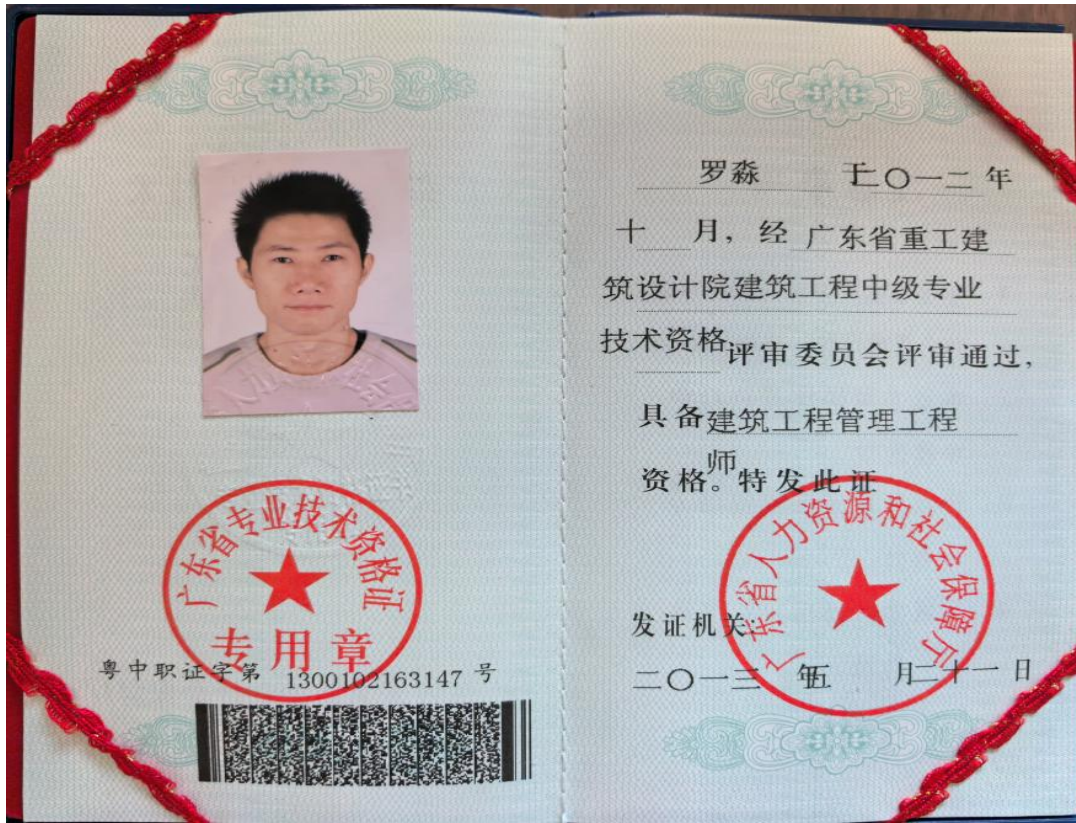 广东省专业技术资格证
专用章
粤中职证字第 1300102163147 号
罗淼 于二〇一二 年
十 月，经 广东省重工建
筑设计院建筑工程中级专业
技术资格评审委员会评审通过，
具备建筑工程管理工程
师
资格。特发此证
广东省人力资源和社会保障厅
发证机关：
二〇一三 年五 月二十一 日